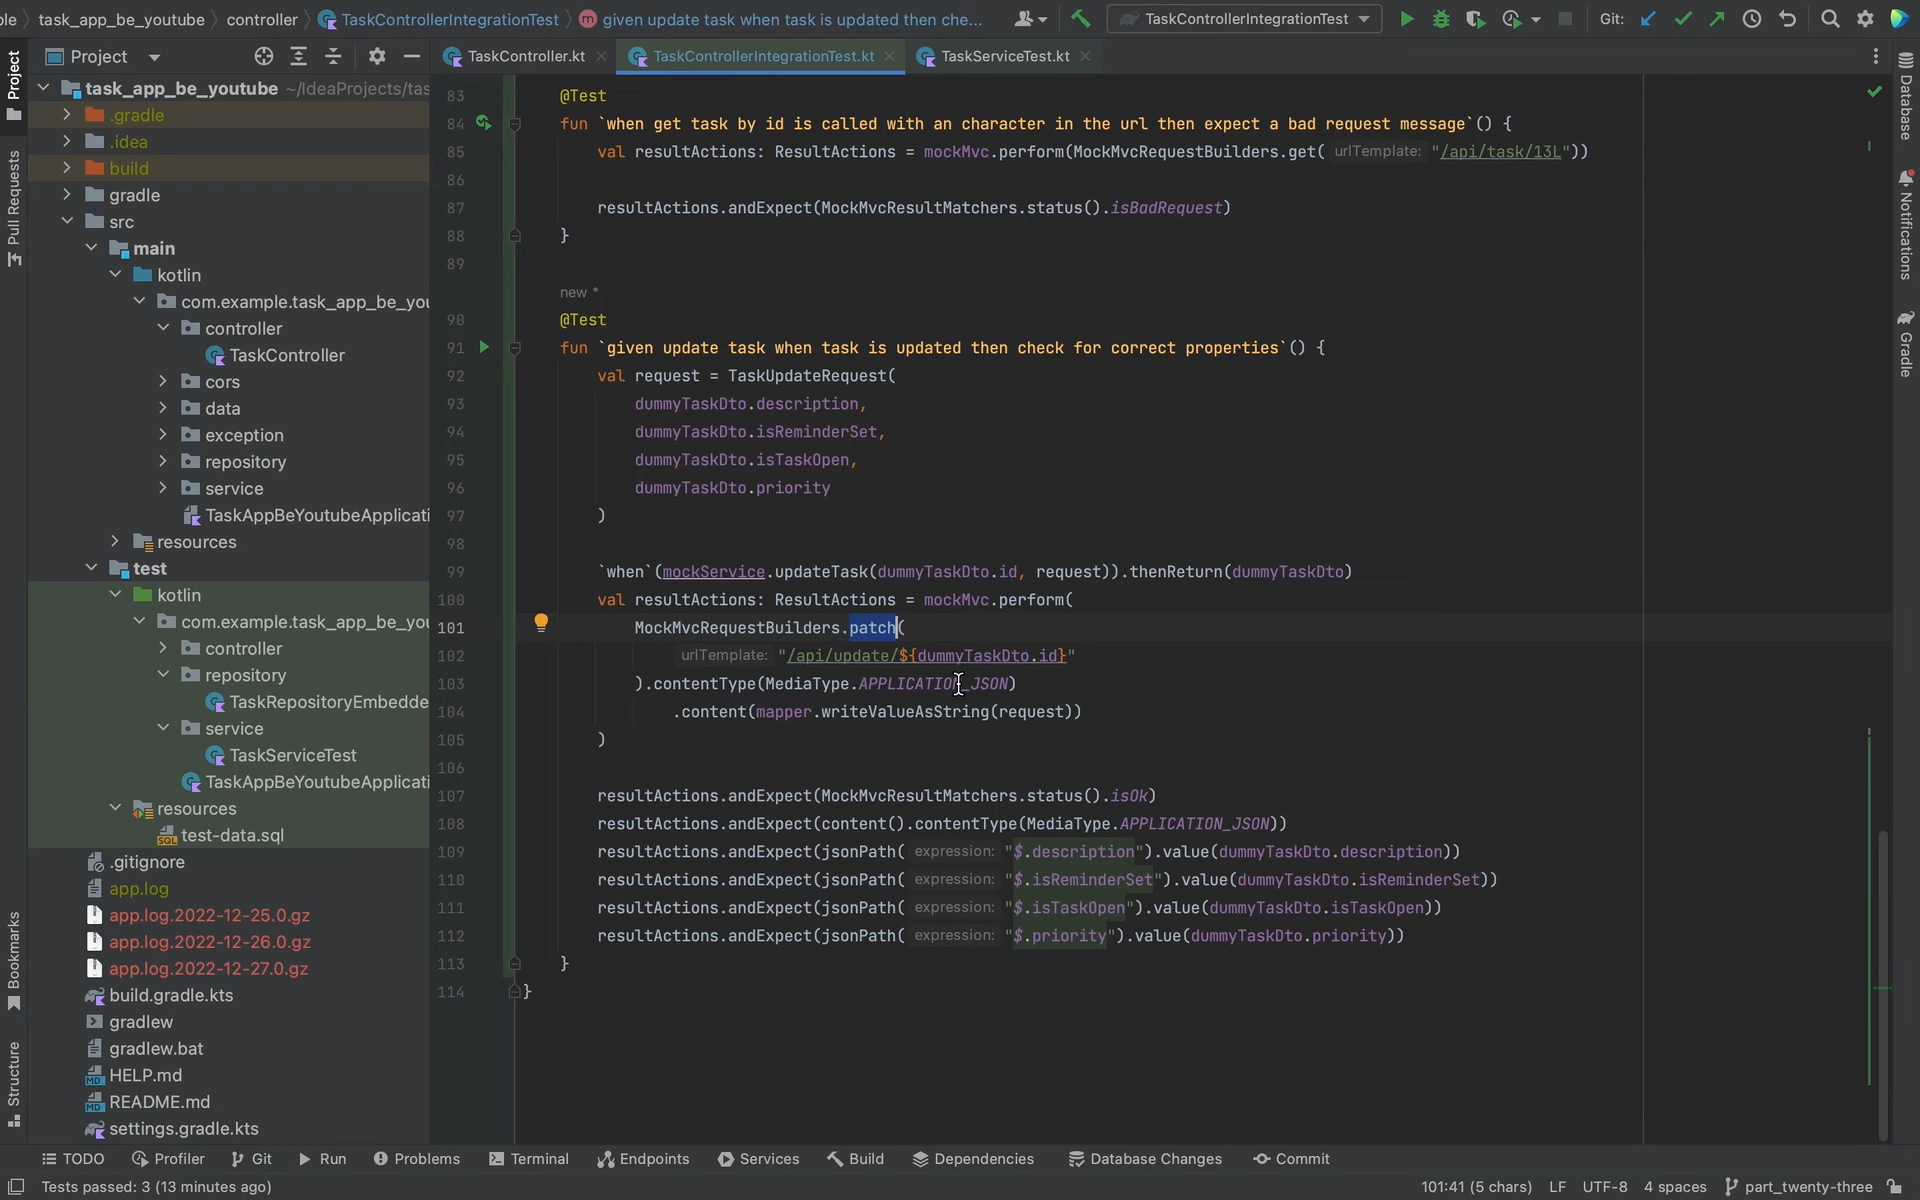 ple
task_app_be_youtube
controller
TaskControllerIntegrationTest
given update task when task is updated then che...
TaskControllerIntegrationTest
Git:
Project
TaskController.kt
TaskControllerIntegrationTest.kt
TaskServiceTest.kt
Project
Pull Requests
Bookmarks
Structure
task_app_be_youtube ~/IdeaProjects/tas
.gradle
.idea
build
gradle
src
main
kotlin
com.example.task_app_be_you
controller
TaskController
cors
data
exception
repository
service
TaskAppBeYoutubeApplicati
resources
test
kotlin
com.example.task_app_be_you
controller
repository
TaskRepositoryEmbedde
service
TaskServiceTest
TaskAppBeYoutubeApplicati
resources
test-data.sql
.gitignore
app.log
app.log.2022-12-25.0.gz
app.log.2022-12-26.0.gz
app.log.2022-12-27.0.gz
build.gradle.kts
gradlew
gradlew.bat
HELP.md
README.md
settings.gradle.kts
83 @Test
84 fun `when get task by id is called with an character in the url then expect a bad request message`() {
85 val resultActions: ResultActions = mockMvc.perform(MockMvcRequestBuilders.get( urlTemplate: "/api/task/13L"))
86
87 resultActions.andExpect(MockMvcResultMatchers.status().isBadRequest)
88 }
89
new *
90 @Test
91 fun `given update task when task is updated then check for correct properties`() {
92 val request = TaskUpdateRequest(
93 dummyTaskDto.description,
94 dummyTaskDto.isReminderSet,
95 dummyTaskDto.isTaskOpen,
96 dummyTaskDto.priority
97 )
98
99 `when`(mockService.updateTask(dummyTaskDto.id, request)).thenReturn(dummyTaskDto)
100 val resultActions: ResultActions = mockMvc.perform(
101 MockMvcRequestBuilders.patch(
102 urlTemplate: "/api/update/${dummyTaskDto.id}"
103 ).contentType(MediaType.APPLICATION_JSON)
104 .content(mapper.writeValueAsString(request))
105 )
106
107 resultActions.andExpect(MockMvcResultMatchers.status().isOk)
108 resultActions.andExpect(content().contentType(MediaType.APPLICATION_JSON))
109 resultActions.andExpect(jsonPath( expression: "$.description").value(dummyTaskDto.description))
110 resultActions.andExpect(jsonPath( expression: "$.isReminderSet").value(dummyTaskDto.isReminderSet))
111 resultActions.andExpect(jsonPath( expression: "$.isTaskOpen").value(dummyTaskDto.isTaskOpen))
112 resultActions.andExpect(jsonPath( expression: "$.priority").value(dummyTaskDto.priority))
113 }
114 }
Database
Notifications
Gradle
TODO
Profiler
Git
Run
Problems
Terminal
Endpoints
Services
Build
Dependencies
Database Changes
Commit
Tests passed: 3 (13 minutes ago)
101:41 (5 chars)
LF
UTF-8
4 spaces
part_twenty-three